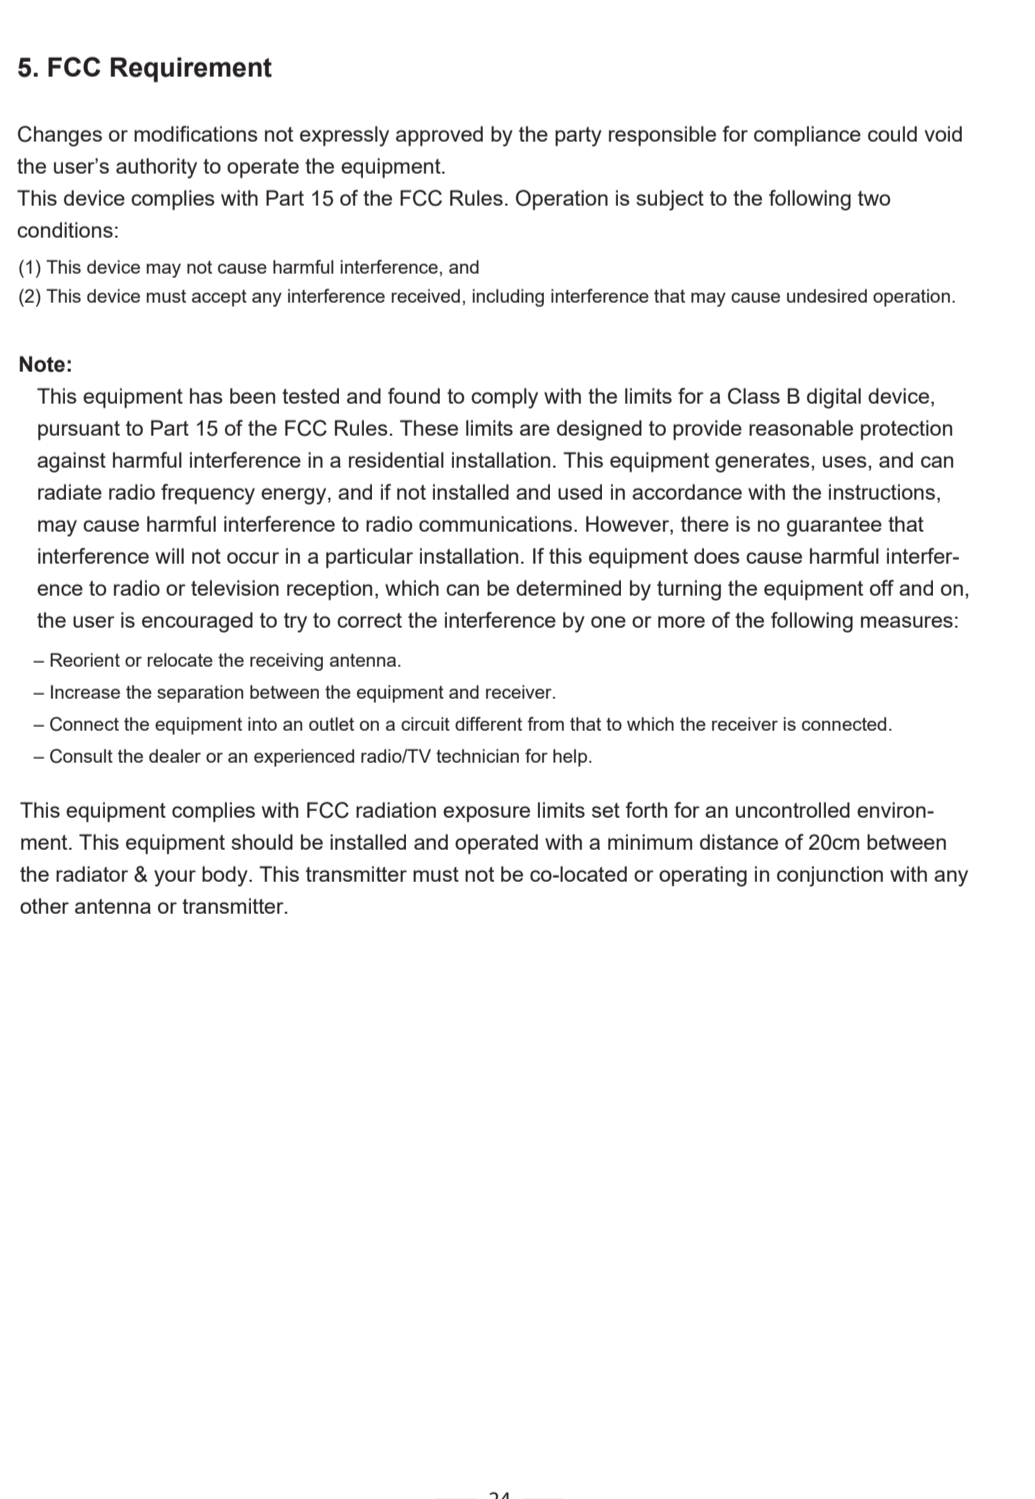 5. FCC Requirement
Changes or modifications not expressly approved by the party responsible for compliance could void
the user’s authority to operate the equipment.
This device complies with Part 15 of the FCC Rules. Operation is subject to the following two
conditions:
(1) This device may not cause harmful interference, and
(2) This device must accept any interference received, including interference that may cause undesired operation.
Note:
This equipment has been tested and found to comply with the limits for a Class B digital device,
pursuant to Part 15 of the FCC Rules. These limits are designed to provide reasonable protection
against harmful interference in a residential installation. This equipment generates, uses, and can
radiate radio frequency energy, and if not installed and used in accordance with the instructions,
may cause harmful interference to radio communications. However, there is no guarantee that
interference will not occur in a particular installation. If this equipment does cause harmful interfer-
ence to radio or television reception, which can be determined by turning the equipment off and on,
the user is encouraged to try to correct the interference by one or more of the following measures:
– Reorient or relocate the receiving antenna.
– Increase the separation between the equipment and receiver.
– Connect the equipment into an outlet on a circuit different from that to which the receiver is connected.
– Consult the dealer or an experienced radio/TV technician for help.
This equipment complies with FCC radiation exposure limits set forth for an uncontrolled environ-
ment. This equipment should be installed and operated with a minimum distance of 20cm between
the radiator & your body. This transmitter must not be co-located or operating in conjunction with any
other antenna or transmitter.